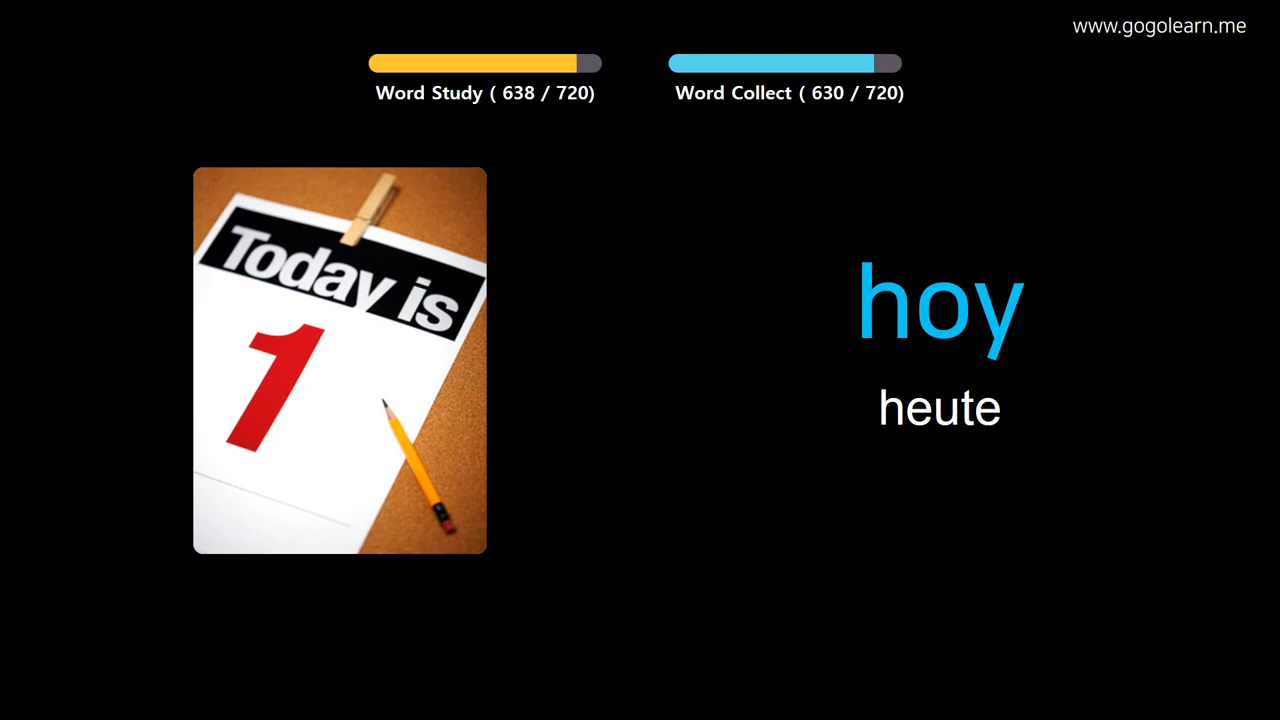 www.gogolearn.me
Word Study ( 638 / 720)
Word Collect ( 630 / 720)
Today is
1
hoy
heute